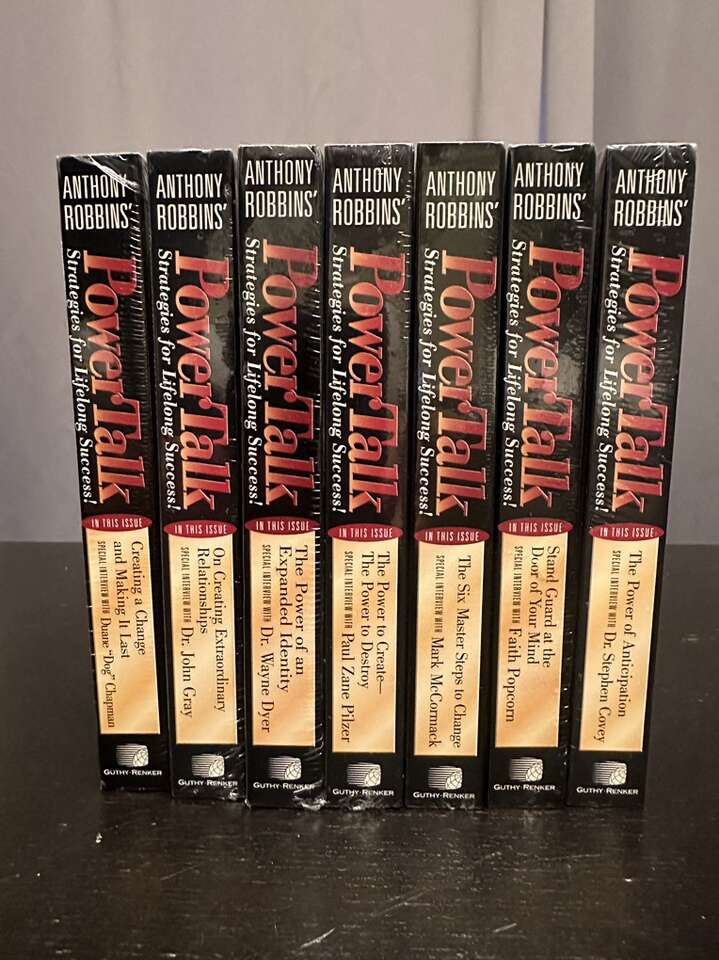 ANTHONY
ROBBINS'
PowerTalk
Strategies for Lifelong Success!
IN THIS ISSUE
Creating a Change
and Making It Last
SPECIAL INTERVIEW WITH Duane "Dog" Chapman
GUTHY-RENKER
ANTHONY
ROBBINS'
PowerTalk
Strategies for Lifelong Success!
IN THIS ISSUE
On Creating Extraordinary
Relationships
SPECIAL INTERVIEW WITH Dr. John Gray
GUTHY-RENKER
ANTHONY
ROBBINS'
PowerTalk
Strategies for Lifelong Success!
IN THIS ISSUE
The Power of an
Expanded Identity
SPECIAL INTERVIEW WITH Dr. Wayne Dyer
GUTHY-RENKER
ANTHONY
ROBBINS'
PowerTalk
Strategies for Lifelong Success!
IN THIS ISSUE
The Power to Create—
The Power to Destroy
SPECIAL INTERVIEW WITH Paul Zane Pilzer
GUTHY-RENKER
ANTHONY
ROBBINS'
PowerTalk
Strategies for Lifelong Success!
IN THIS ISSUE
The Six Master Steps to Change
SPECIAL INTERVIEW WITH Mark McCormack
GUTHY-RENKER
ANTHONY
ROBBINS'
PowerTalk
Strategies for Lifelong Success!
IN THIS ISSUE
Stand Guard at the
Door of Your Mind
SPECIAL INTERVIEW WITH Faith Popcorn
GUTHY-RENKER
ANTHONY
ROBBINS'
PowerTalk
Strategies for Lifelong Success!
IN THIS ISSUE
The Power of Anticipation
SPECIAL INTERVIEW WITH Dr. Stephen Covey
GUTHY-RENKER